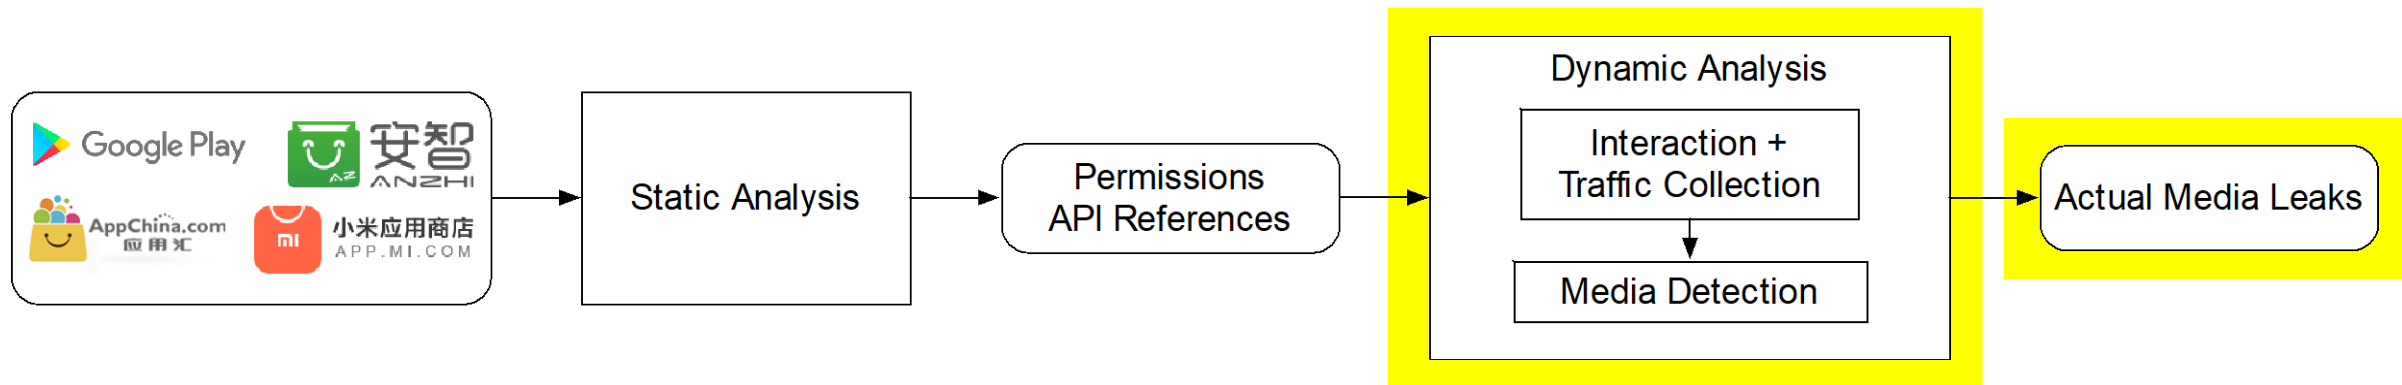 Google Play
安智
AZ
ANZHI
AppChina.com
应用汇
mi
小米应用商店
APP.MI.COM
Static Analysis
Permissions
API References
Dynamic Analysis
Interaction +
Traffic Collection
Media Detection
Actual Media Leaks